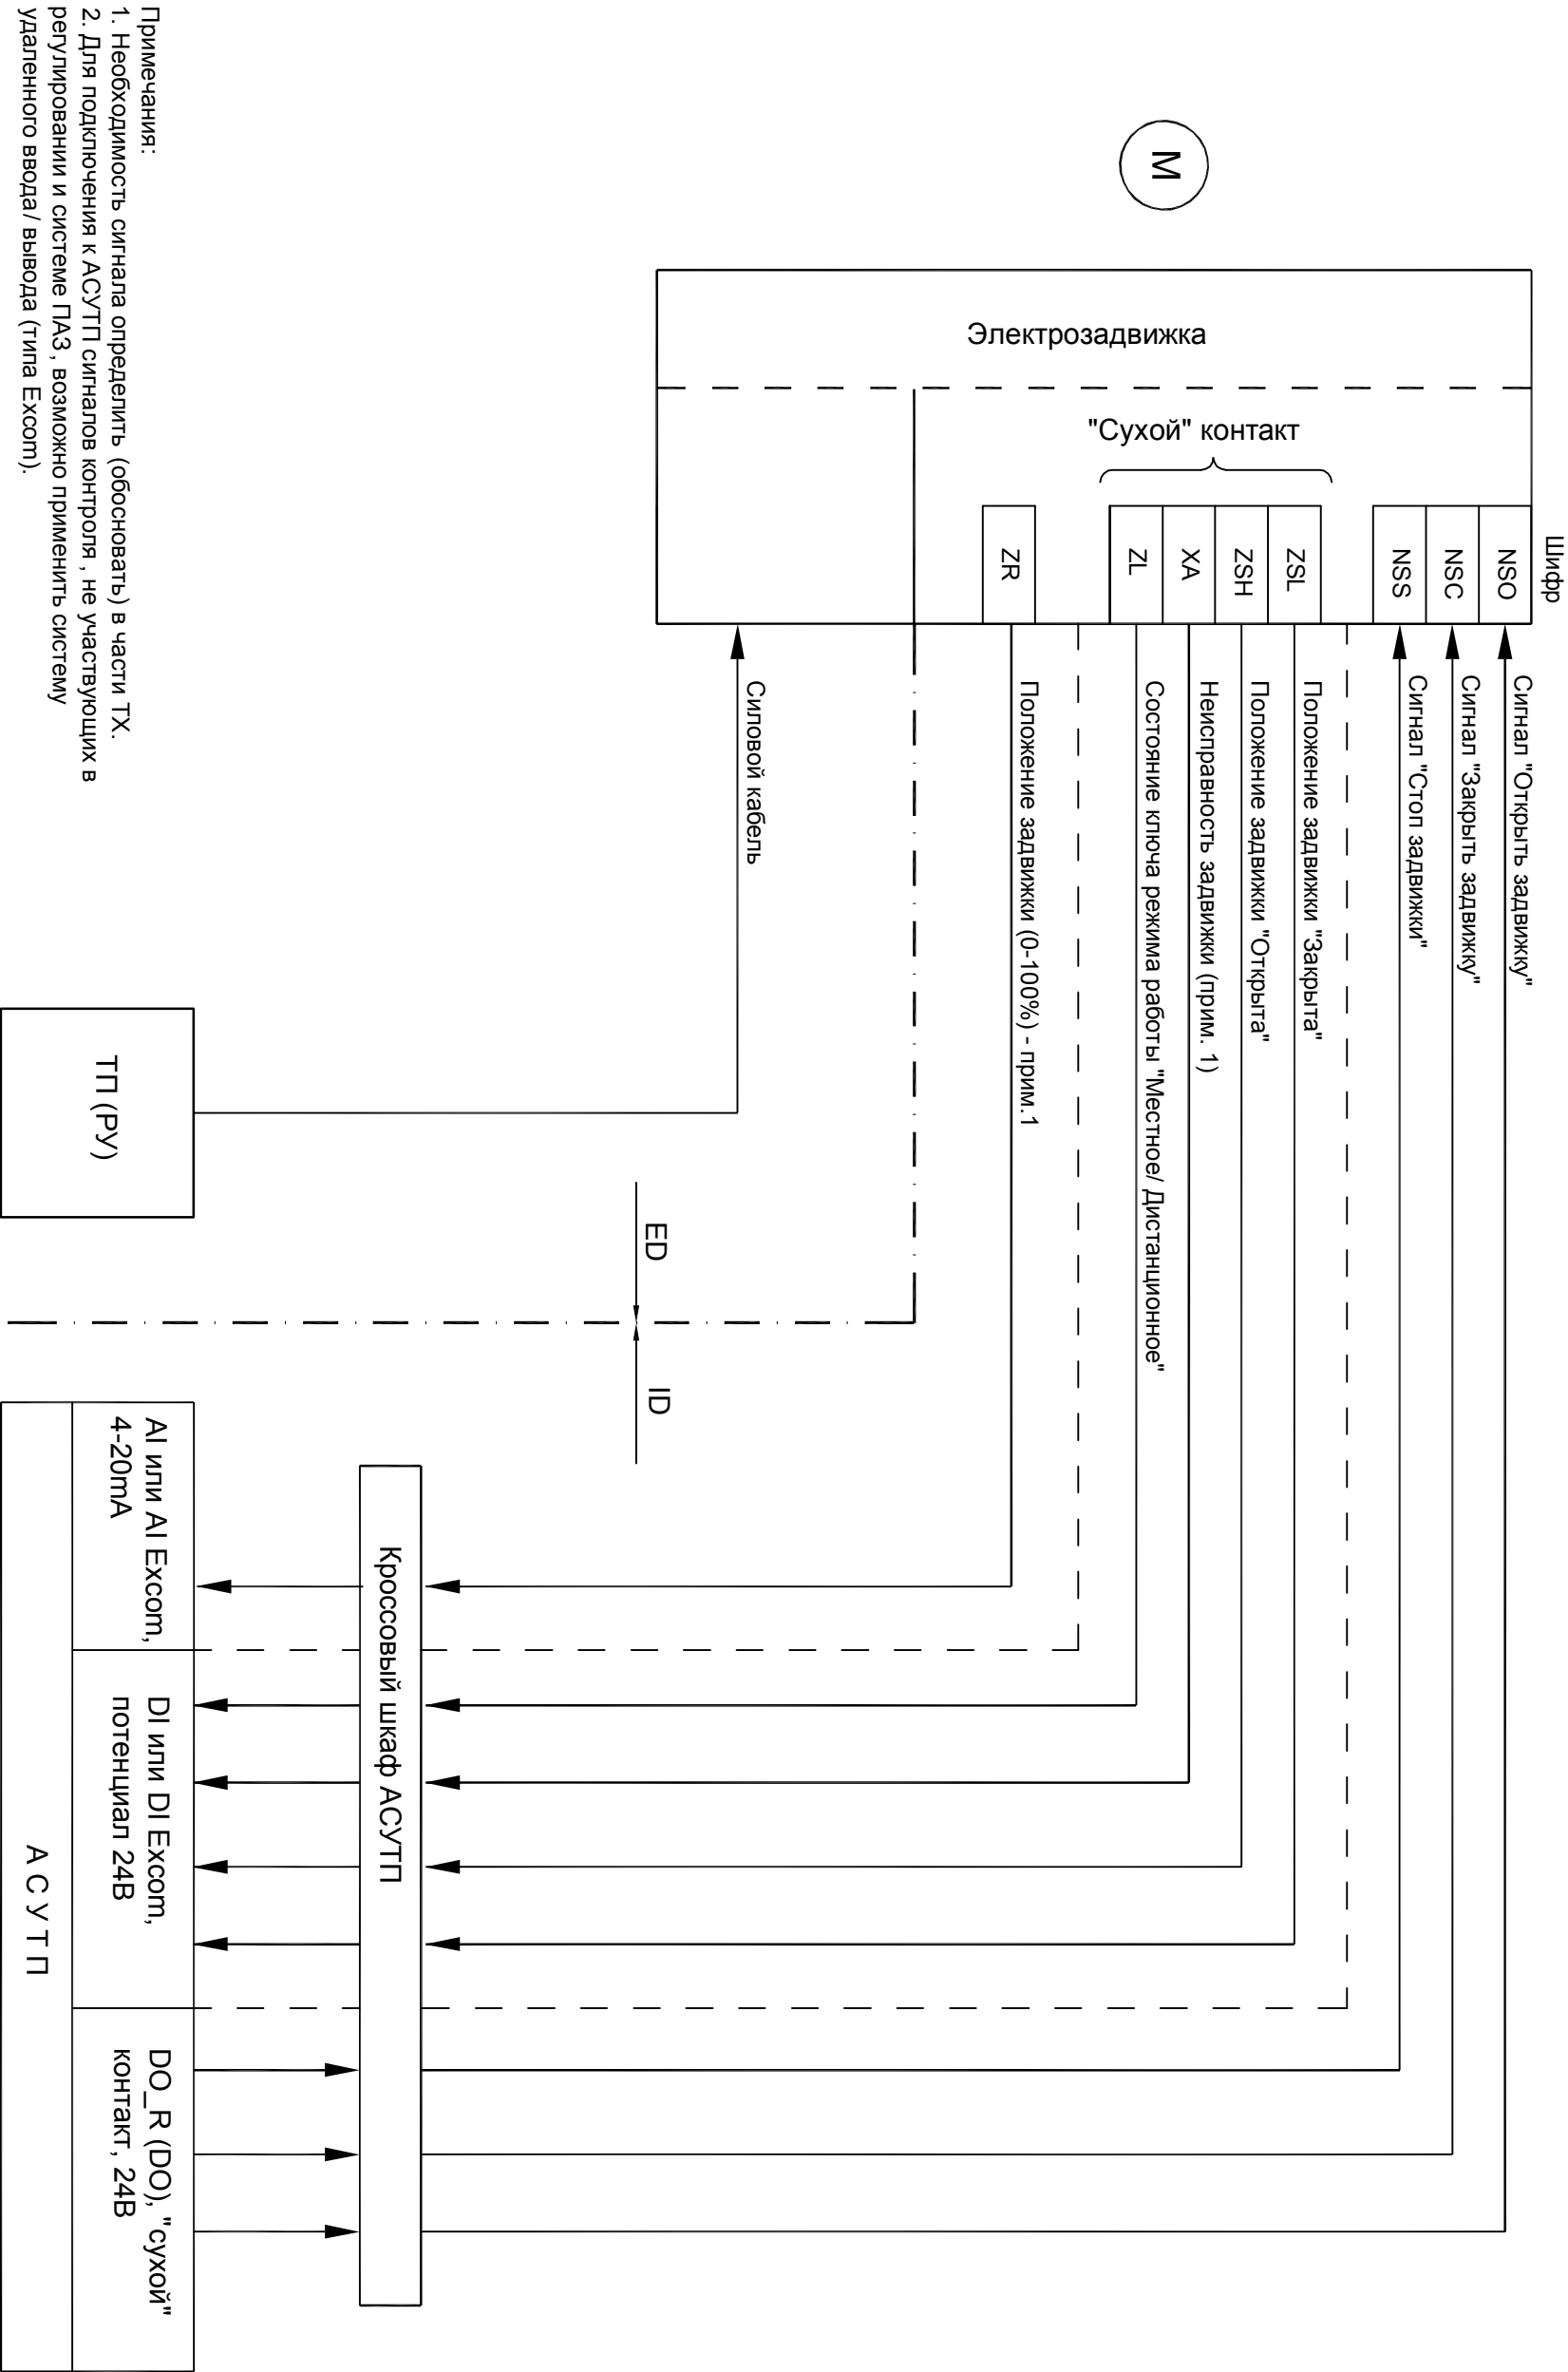 Шифр
М
Электрозадвижка
"Сухой" контакт
NSO
NSC
NSS
ZSL
ZSH
XA
ZL
ZR
Сигнал "Открыть задвижку"
Сигнал "Закрыть задвижку"
Сигнал "Стоп задвижки"
Положение задвижки "Закрыта"
Положение задвижки "Открыта"
Неисправность задвижки (прим. 1)
Состояние ключа режима работы "Местное/ Дистанционное"
Положение задвижки (0-100%) - прим.1
Силовой кабель
ED
ID
ТП (РУ)
Кроссовый шкаф АСУТП
AI или AI Excom,
4-20mA
DI или DI Excom,
потенциал 24В
DO_R (DO), "сухой"
контакт, 24В
А С У Т П
Примечания:
1. Необходимость сигнала определить (обосновать) в части ТХ.
2. Для подключения к АСУТП сигналов контроля , не участвующих в
регулировании и системе ПАЗ , возможно применить систему
удаленного ввода/ вывода (типа Excom).